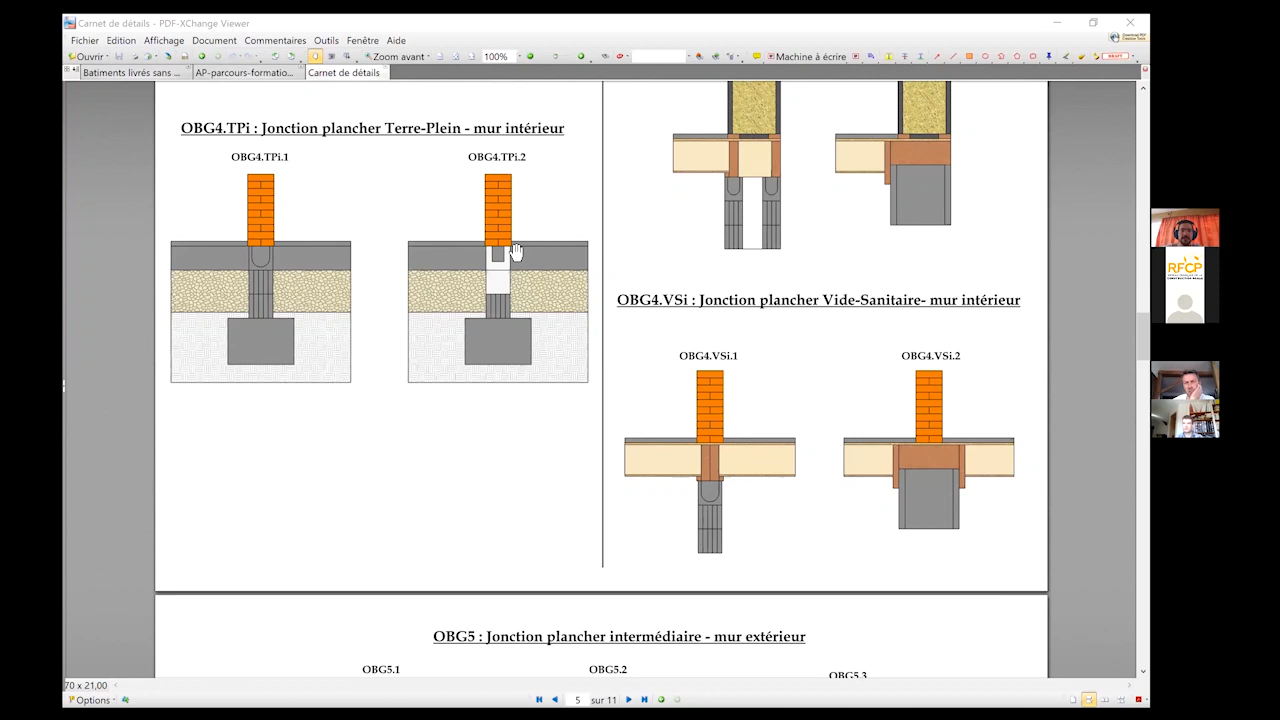 Carnet de détails - PDF-XChange Viewer
Fichier Edition Affichage Document Commentaires Outils Fenêtre Aide
Ouvrir Zoom avant 100% Machine à écrire
Batiments livrés sans ... AP-parcours-formatio... Carnet de détails
OBG4.TPi : Jonction plancher Terre-Plein - mur intérieur
OBG4.TPi.1 OBG4.TPi.2
OBG4.VSi : Jonction plancher Vide-Sanitaire- mur intérieur
OBG4.VSi.1 OBG4.VSi.2
OBG5 : Jonction plancher intermédiaire - mur extérieur
OBG5.1 OBG5.2 OBG5.3
70 x 21,00
Options 5 sur 11
RFCP